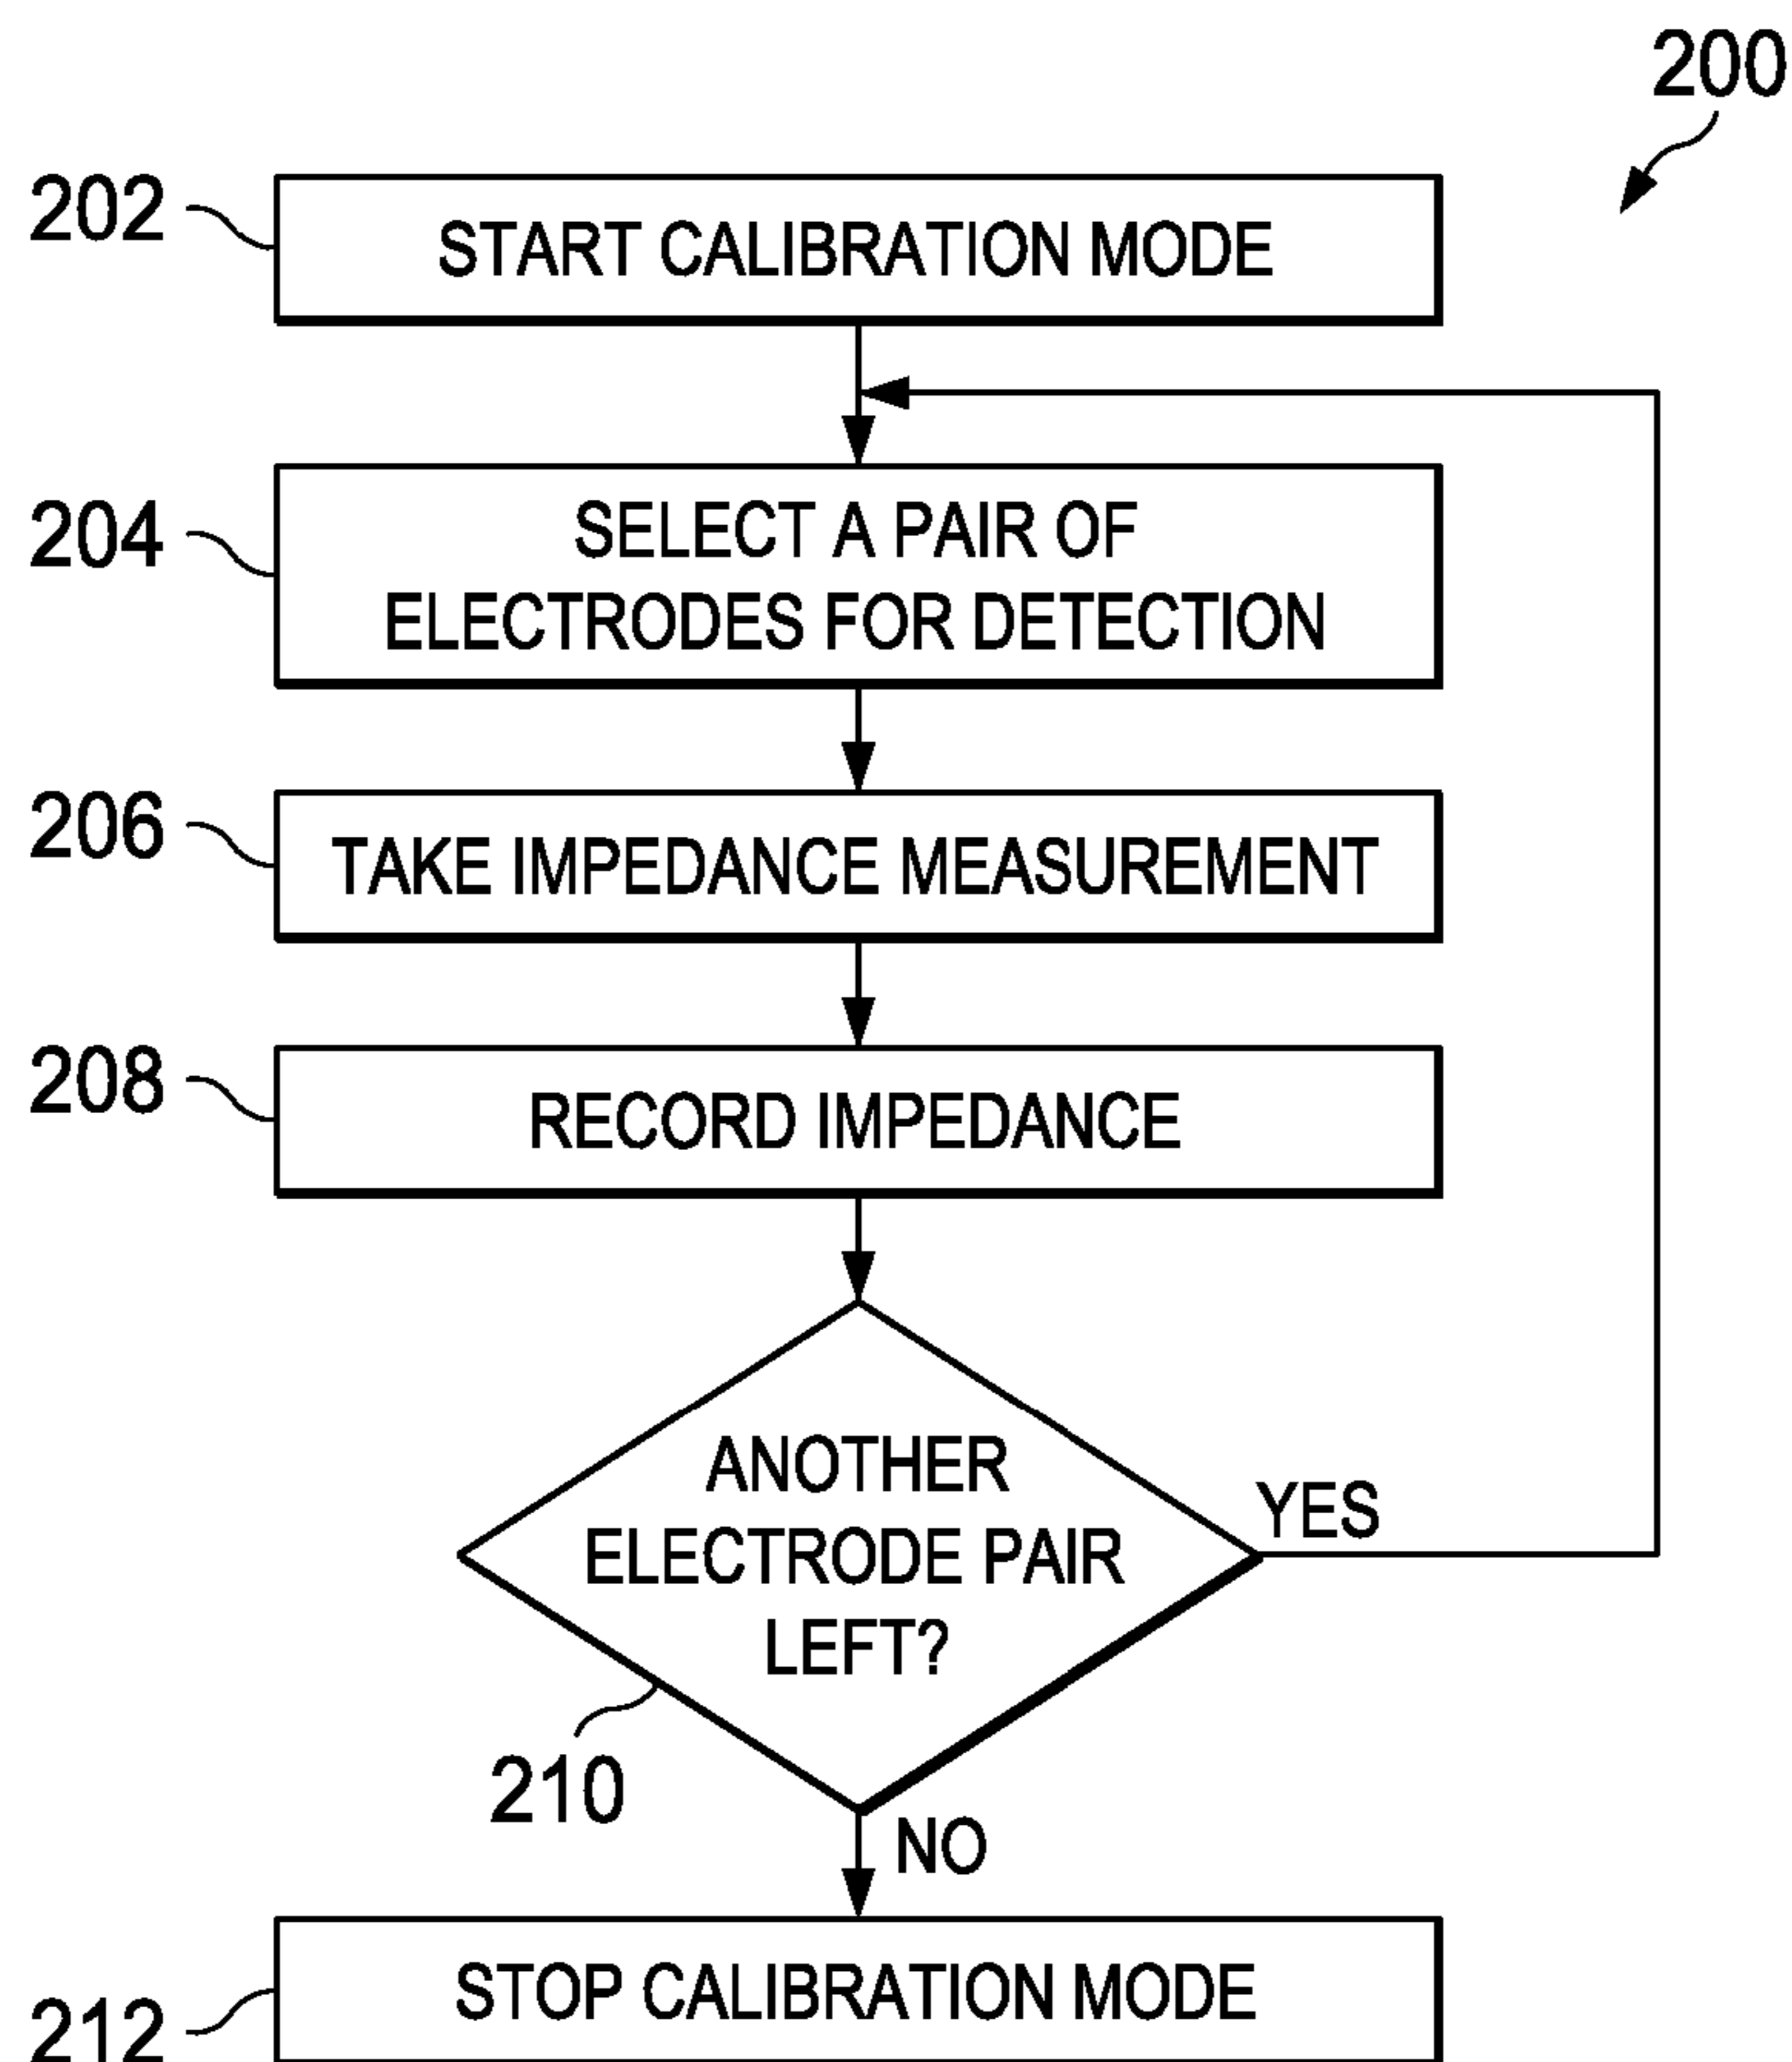 200
202
START CALIBRATION MODE
204
SELECT A PAIR OF
ELECTRODES FOR DETECTION
206
TAKE IMPEDANCE MEASUREMENT
208
RECORD IMPEDANCE
ANOTHER
ELECTRODE PAIR
LEFT?
YES
210
NO
212
STOP CALIBRATION MODE